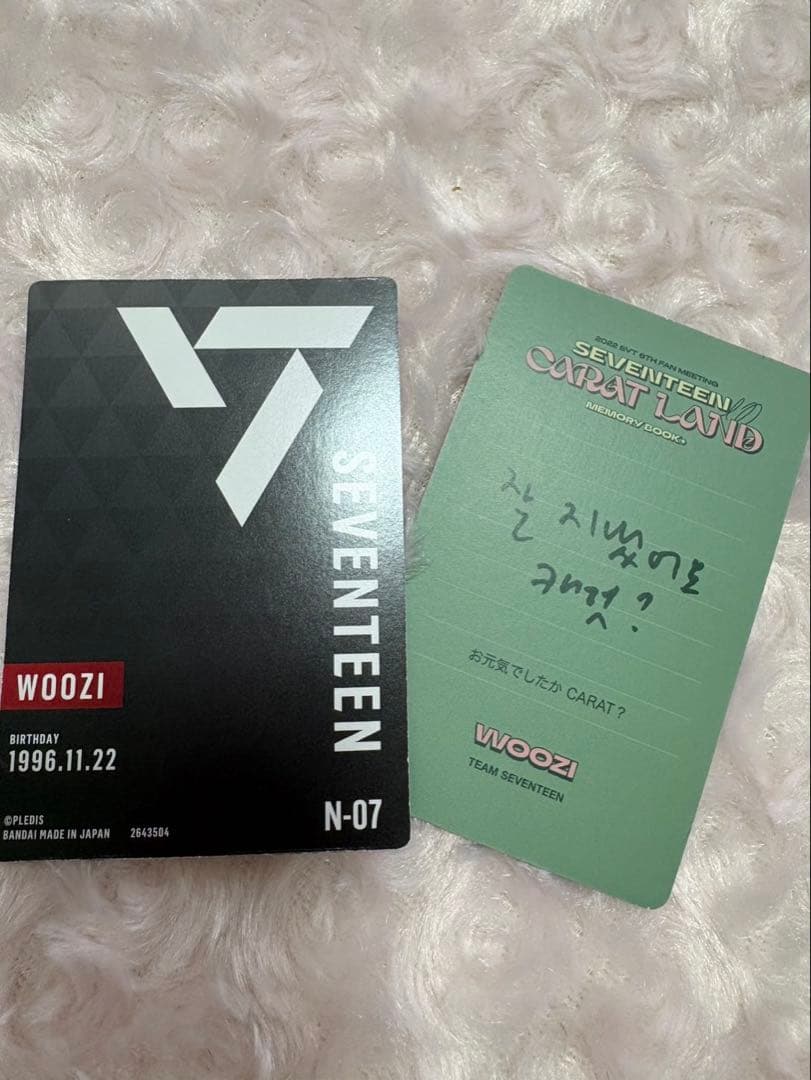 SEVENTEEN
WOOZI
BIRTHDAY
1996.11.22
©PLEDIS
BANDAI MADE IN JAPAN 2643504
N-07
2022 SVT 6TH FAN MEETING
SEVENTEEN
CARAT LAND
MEMORY BOOK+
잘 지냈어요
캐럿?
お元気でしたか CARAT？
WOOZI
TEAM SEVENTEEN